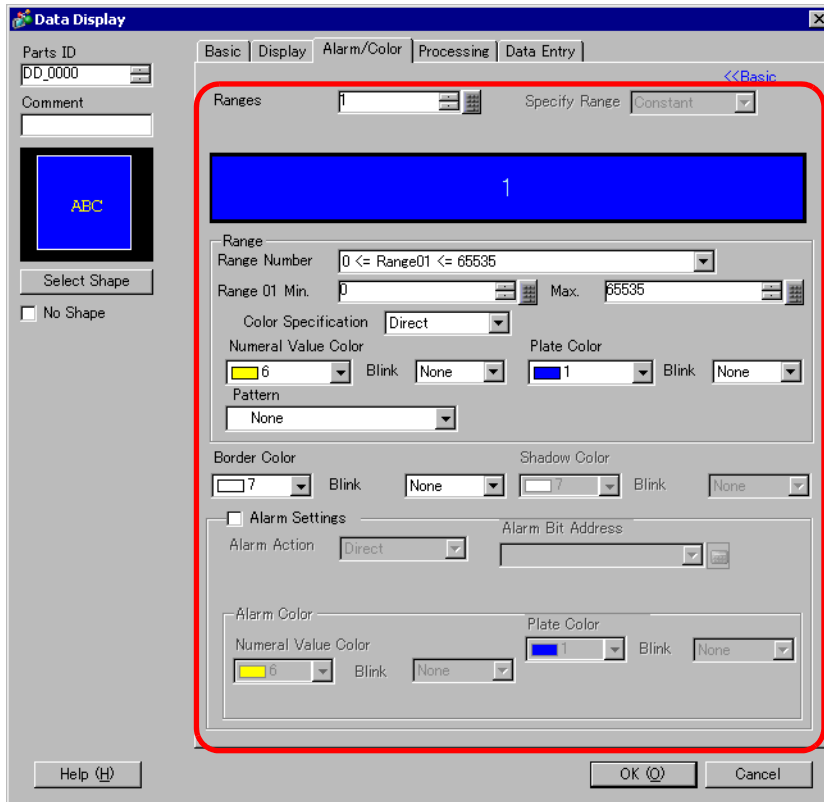 Data Display
Parts ID
DD_0000
Comment
ABC
Select Shape
No Shape
Basic Display Alarm/Color Processing Data Entry
<<Basic
Ranges 1 Specify Range Constant
1
Range
Range Number 0 <= Range01 <= 65535
Range 01 Min. 0 Max. 65535
Color Specification Direct
Numeral Value Color Plate Color
6 Blink None 1 Blink None
Pattern
None
Border Color Shadow Color
7 Blink None 7 Blink None
Alarm Settings
Alarm Action Direct Alarm Bit Address
Alarm Color
Numeral Value Color Plate Color
6 Blink None 1 Blink None
Help (H) OK (O) Cancel